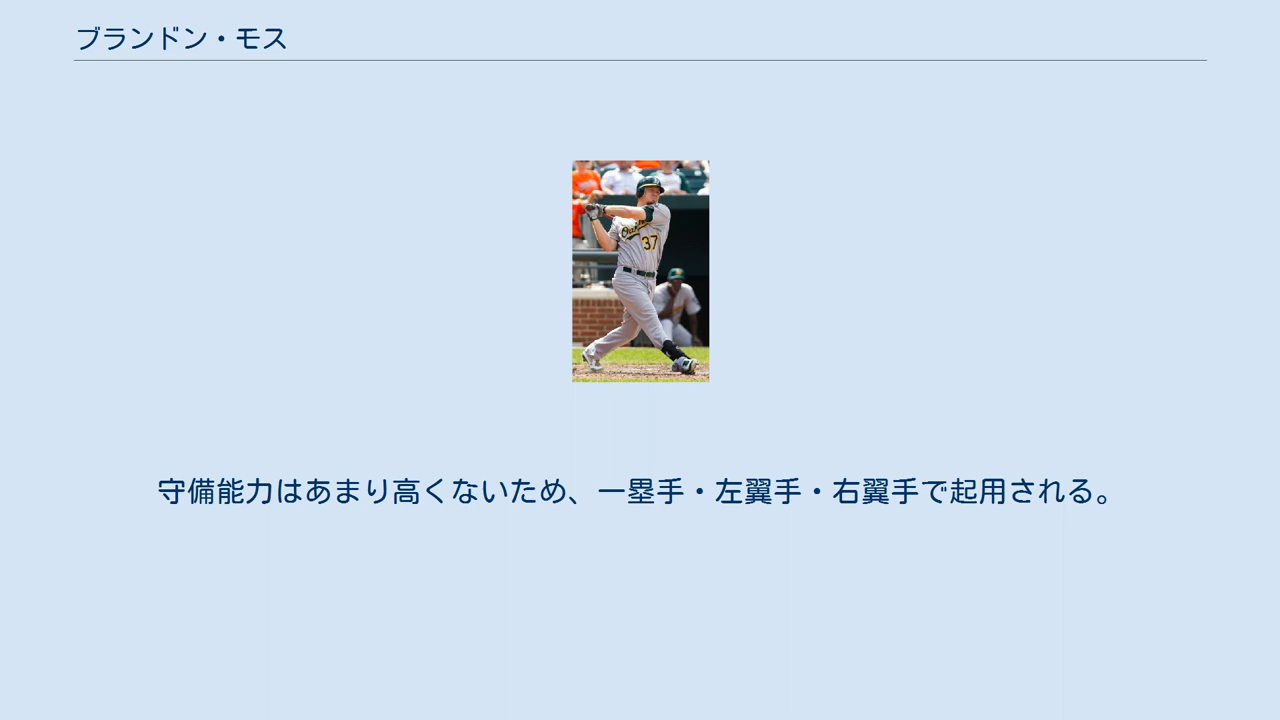 ブランドン・モス
37
守備能力はあまり高くないため、一塁手・左翼手・右翼手で起用される。